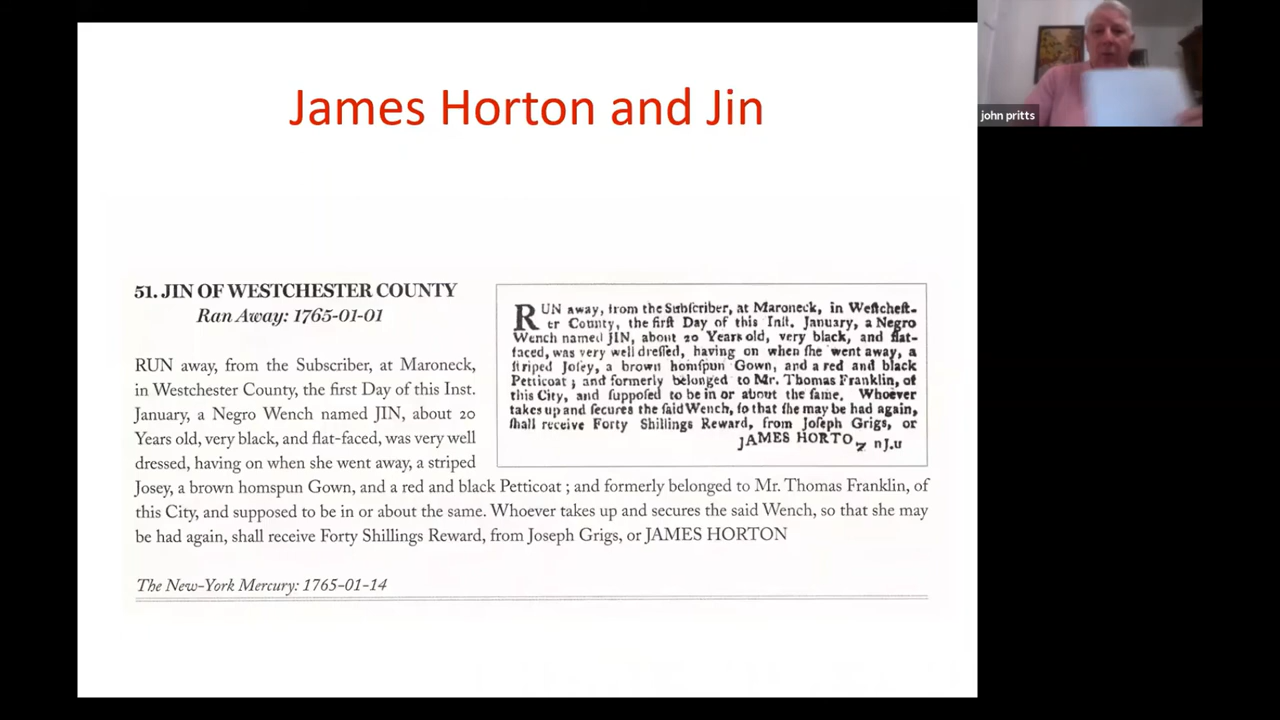 James Horton and Jin
john pritts
51. JIN OF WESTCHESTER COUNTY
Ran Away: 1765-01-01
RUN away, from the Subscriber, at Maroneck,
in Westchester County, the first Day of this Inst.
January, a Negro Wench named JIN, about 20
Years old, very black, and flat-faced, was very well
dressed, having on when she went away, a striped
Josey, a brown homspun Gown, and a red and black Petticoat ; and formerly belonged to Mr. Thomas Franklin, of
this City, and supposed to be in or about the same. Whoever takes up and secures the said Wench, so that she may
be had again, shall receive Forty Shillings Reward, from Joseph Grigs, or JAMES HORTON
The New-York Mercury: 1765-01-14
RUN away, from the Subſcriber, at Maroneck, in Weſtcheſt-
er County, the firſt Day of this Inſt. January, a Negro
Wench named JIN, about 20 Years old, very black, and flat-
faced, was very well dreſſed, having on when ſhe went away, a
ſtriped Joſey, a brown homſpun Gown, and a red and black
Petticoat ; and formerly belonged to Mr. Thomas Franklin, of
this City, and ſuppoſed to be in or about the ſame. Whoever
takes up and ſecures the ſaid Wench, ſo that ſhe may be had again,
ſhall receive Forty Shillings Reward, from Joſeph Grigs, or
JAMES HORTO